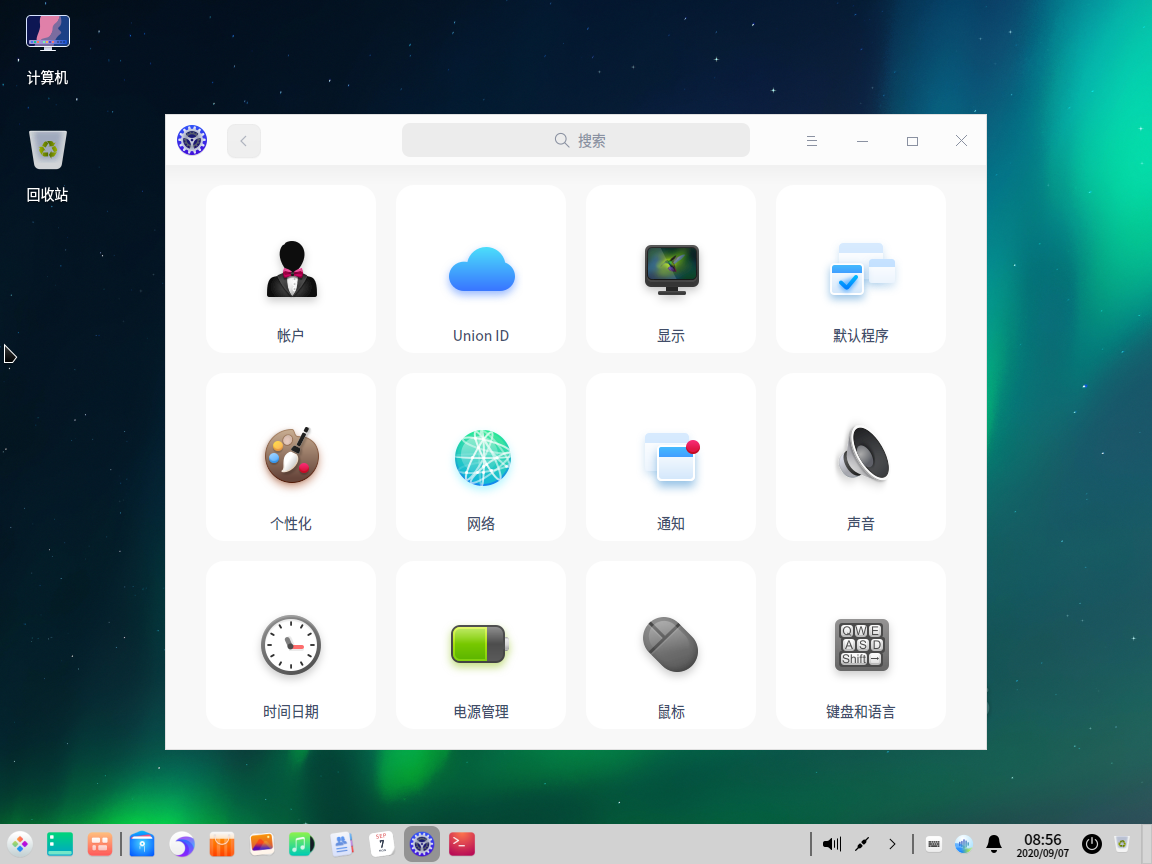 计算机
回收站
搜索
帐户
Union ID
显示
默认程序
个性化
网络
通知
声音
时间日期
电源管理
鼠标
键盘和语言
Q W E
A S D
Shift →
SEP
7
08:56
2020/09/07